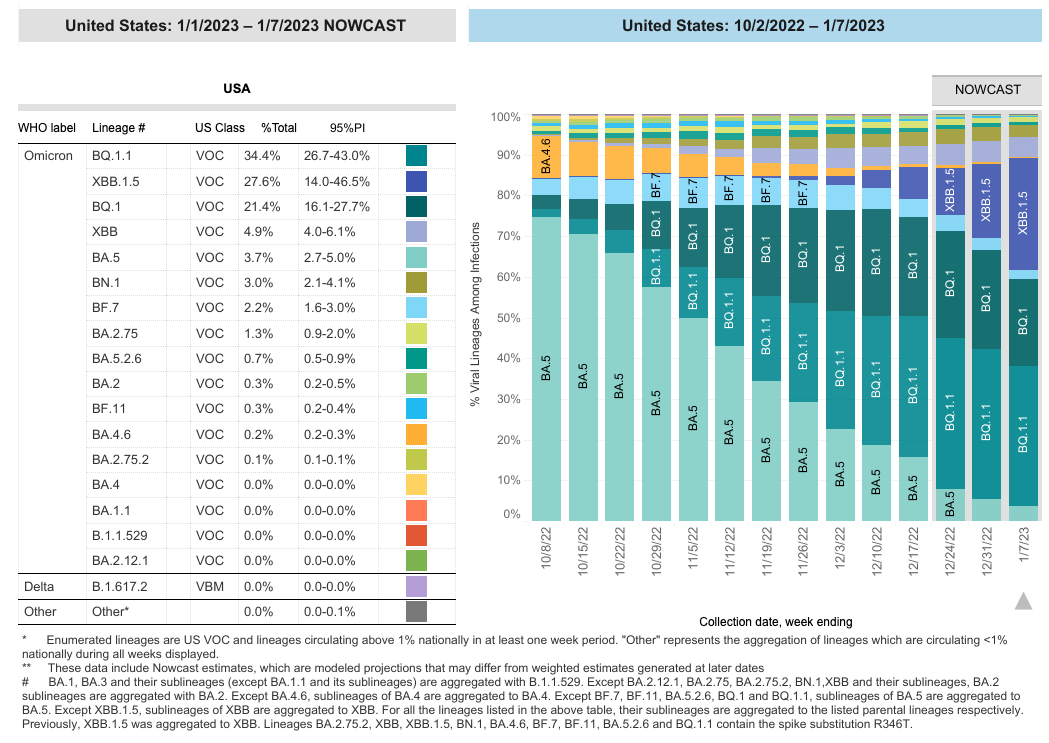 United States: 1/1/2023 – 1/7/2023 NOWCAST
United States: 10/2/2022 – 1/7/2023
USA
WHO label Lineage # US Class %Total 95%PI
Omicron BQ.1.1 VOC 34.4% 26.7-43.0%
XBB.1.5 VOC 27.6% 14.0-46.5%
BQ.1 VOC 21.4% 16.1-27.7%
XBB VOC 4.9% 4.0-6.1%
BA.5 VOC 3.7% 2.7-5.0%
BN.1 VOC 3.0% 2.1-4.1%
BF.7 VOC 2.2% 1.6-3.0%
BA.2.75 VOC 1.3% 0.9-2.0%
BA.5.2.6 VOC 0.7% 0.5-0.9%
BA.2 VOC 0.3% 0.2-0.5%
BF.11 VOC 0.3% 0.2-0.4%
BA.4.6 VOC 0.2% 0.2-0.3%
BA.2.75.2 VOC 0.1% 0.1-0.1%
BA.4 VOC 0.0% 0.0-0.0%
BA.1.1 VOC 0.0% 0.0-0.0%
B.1.1.529 VOC 0.0% 0.0-0.0%
BA.2.12.1 VOC 0.0% 0.0-0.0%
Delta B.1.617.2 VBM 0.0% 0.0-0.0%
Other Other* 0.0% 0.0-0.1%
NOWCAST
% Viral Lineages Among Infections
100%
90%
80%
70%
60%
50%
40%
30%
20%
10%
0%
BA.4.6
BA.5
BA.5
BA.5
BF.7
BQ.1
BQ.1.1
BA.5
BF.7
BQ.1
BQ.1.1
BA.5
BF.7
BQ.1
BQ.1.1
BA.5
BF.7
BQ.1
BQ.1.1
BA.5
BF.7
BQ.1
BQ.1.1
BA.5
BQ.1
BQ.1.1
BA.5
BQ.1
BQ.1.1
BA.5
BQ.1
BQ.1.1
BA.5
XBB.1.5
BQ.1
BQ.1.1
BA.5
XBB.1.5
BQ.1
BQ.1.1
XBB.1.5
BQ.1
BQ.1.1
10/8/22
10/15/22
10/22/22
10/29/22
11/5/22
11/12/22
11/19/22
11/26/22
12/3/22
12/10/22
12/17/22
12/24/22
12/31/22
1/7/23
Collection date, week ending
* Enumerated lineages are US VOC and lineages circulating above 1% nationally in at least one week period. "Other" represents the aggregation of lineages which are circulating <1%
nationally during all weeks displayed.
** These data include Nowcast estimates, which are modeled projections that may differ from weighted estimates generated at later dates
# BA.1, BA.3 and their sublineages (except BA.1.1 and its sublineages) are aggregated with B.1.1.529. Except BA.2.12.1, BA.2.75, BA.2.75.2, BN.1,XBB and their sublineages, BA.2
sublineages are aggregated with BA.2. Except BA.4.6, sublineages of BA.4 are aggregated to BA.4. Except BF.7, BF.11, BA.5.2.6, BQ.1 and BQ.1.1, sublineages of BA.5 are aggregated to
BA.5. Except XBB.1.5, sublineages of XBB are aggregated to XBB. For all the lineages listed in the above table, their sublineages are aggregated to the listed parental lineages respectively.
Previously, XBB.1.5 was aggregated to XBB. Lineages BA.2.75.2, XBB, XBB.1.5, BN.1, BA.4.6, BF.7, BF.11, BA.5.2.6 and BQ.1.1 contain the spike substitution R346T.